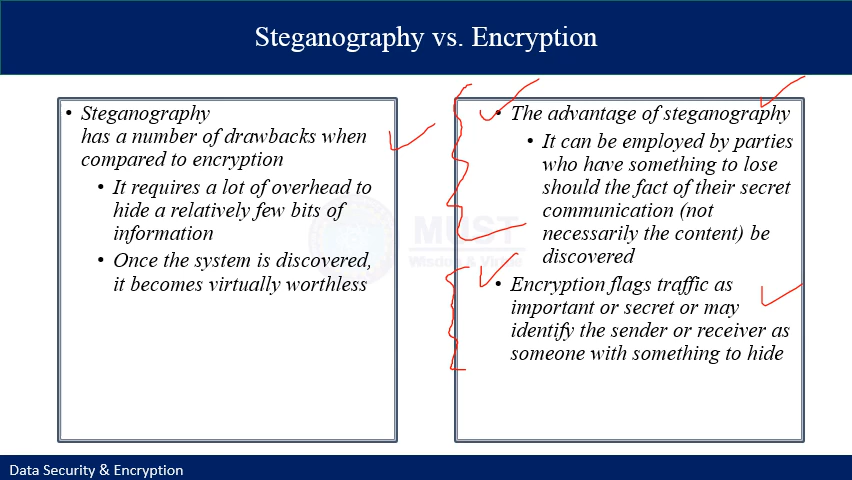 Steganography vs. Encryption
• Steganography
has a number of drawbacks when
compared to encryption
• It requires a lot of overhead to
hide a relatively few bits of
information
• Once the system is discovered,
it becomes virtually worthless
• The advantage of steganography
• It can be employed by parties
who have something to lose
should the fact of their secret
communication (not
necessarily the content) be
discovered
• Encryption flags traffic as
important or secret or may
identify the sender or receiver as
someone with something to hide
MUST
Wisdom & Virtue
Data Security & Encryption